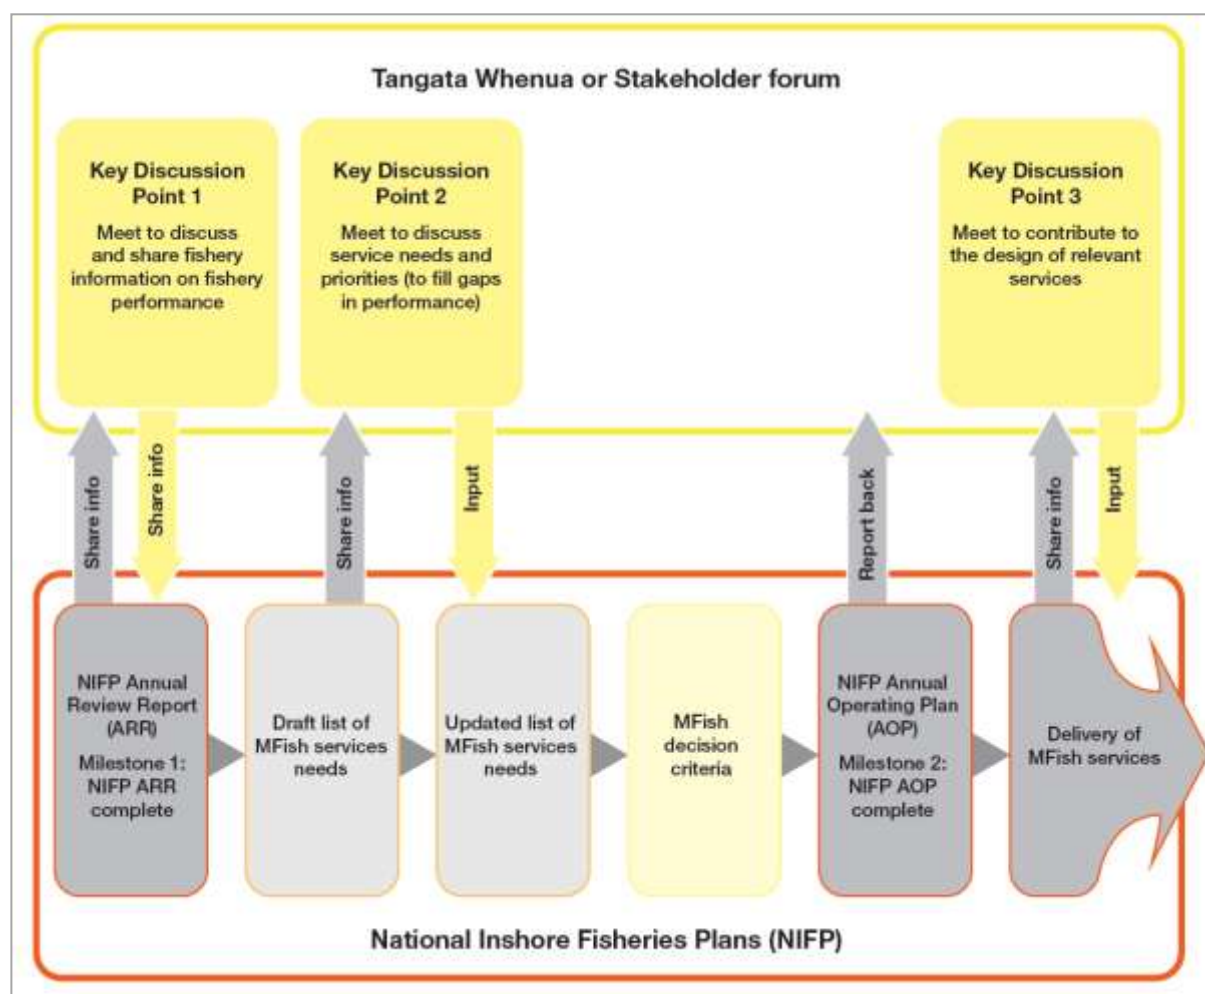 Tangata Whenua or Stakeholder forum
Key Discussion
Point 1
Meet to discuss
and share fishery
information on fishery
performance
Key Discussion
Point 2
Meet to discuss
service needs and
priorities (to fill gaps
in performance)
Key Discussion
Point 3
Meet to contribute to
the design of relevant
services
Share info
Share info
Share info
Input
Report back
Share info
Input
NIFP Annual
Review Report
(ARR)
Milestone 1:
NIFP ARR
complete
Draft list of
MFish services
needs
Updated list of
MFish services
needs
MFish
decision
criteria
NIFP Annual
Operating Plan
(AOP)
Milestone 2:
NIFP AOP
complete
Delivery of
MFish services
National Inshore Fisheries Plans (NIFP)